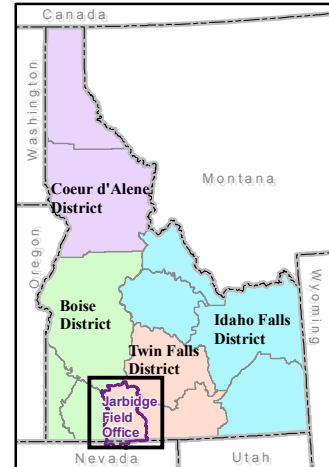 Canada
Washington
Montana
Coeur d'Alene
District
Oregon
Wyoming
Boise
District
Idaho Falls
District
Twin Falls
District
Jarbidge
Field
Office
Nevada
Utah